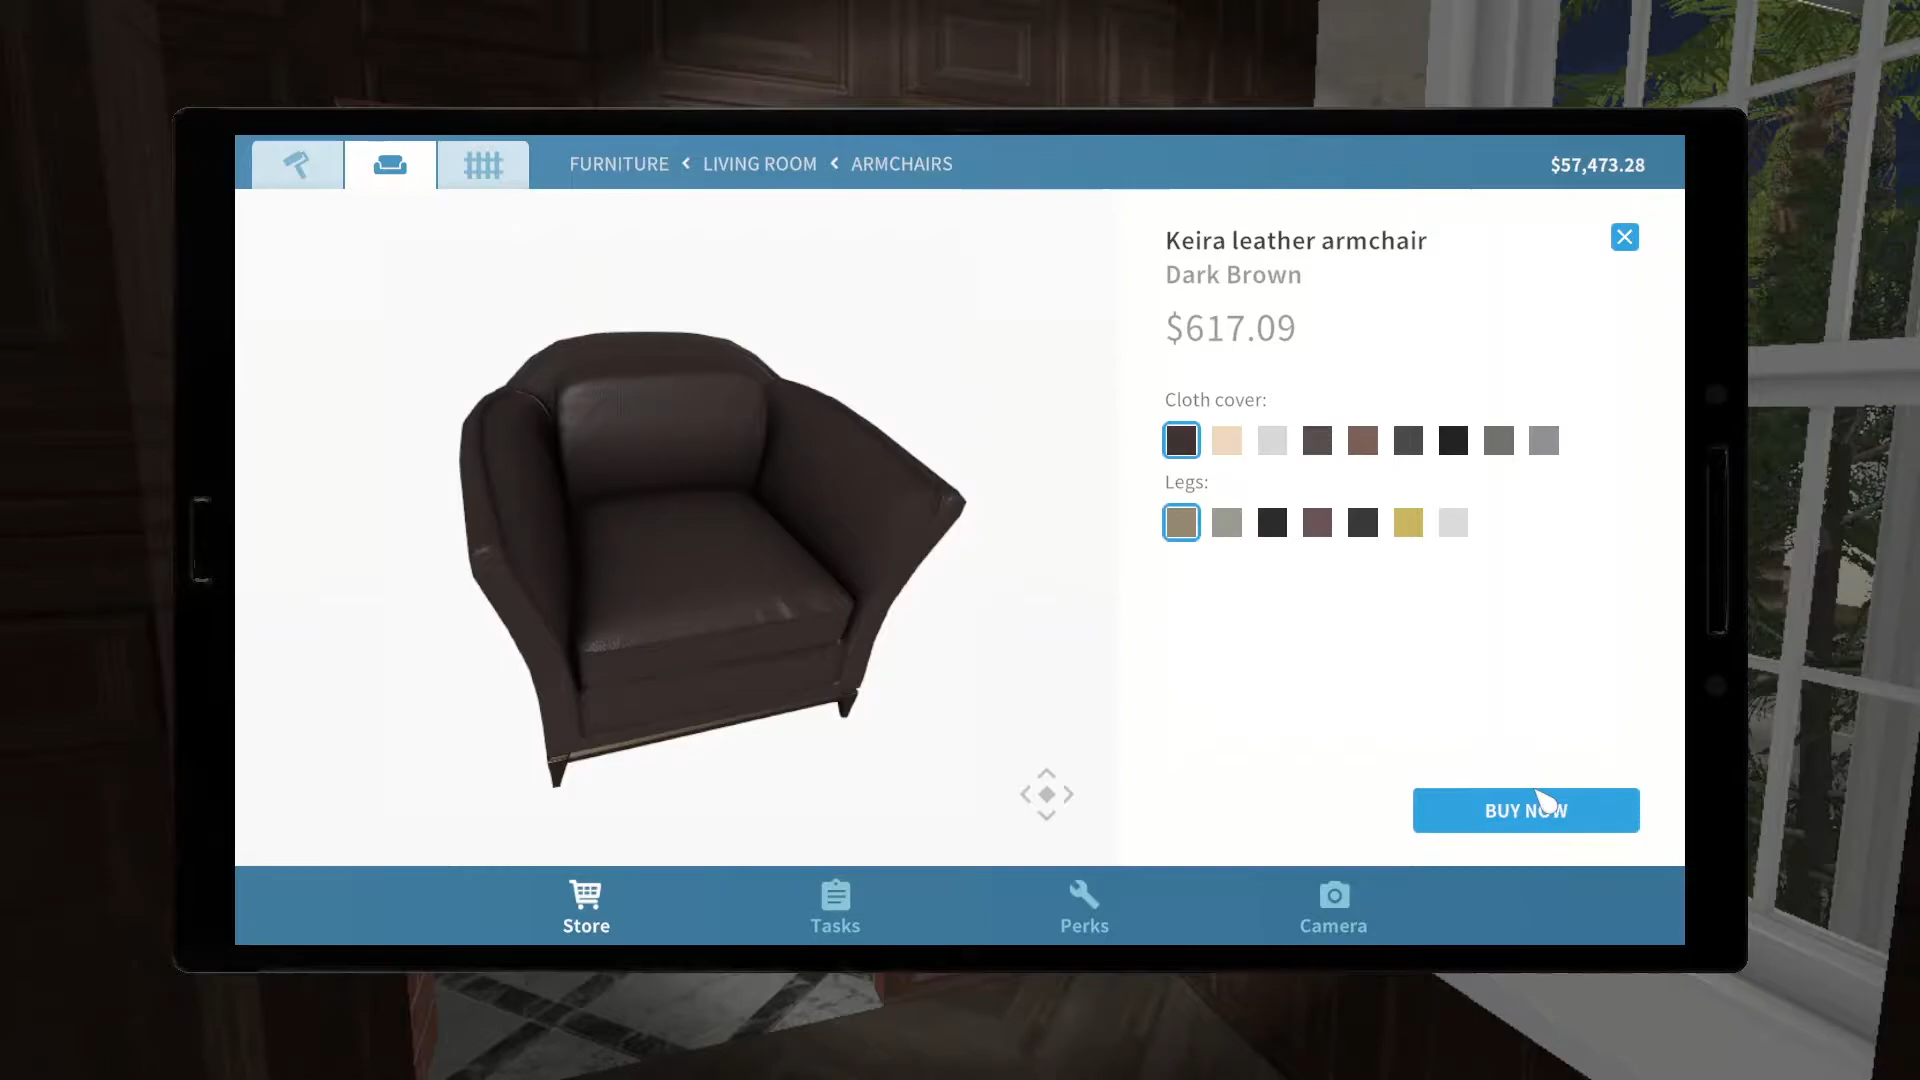 FURNITURE < LIVING ROOM < ARMCHAIRS
$57,473.28
Keira leather armchair
Dark Brown
$617.09
Cloth cover:
Legs:
BUY NOW
Store
Tasks
Perks
Camera